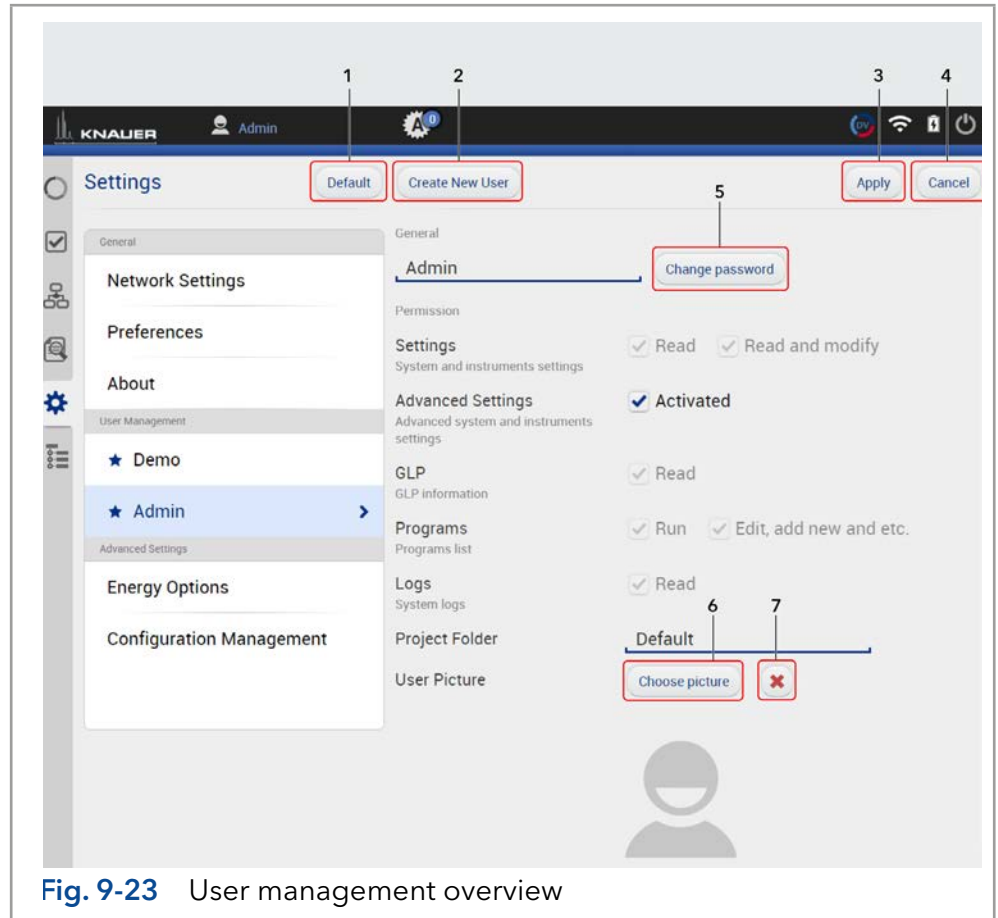 1 2 3 4
KNAUER Admin A 0 DV
Settings Default Create New User Apply Cancel
5
General
Network Settings
Preferences
About
User Management
Demo
Admin
Advanced Settings
Energy Options
Configuration Management
General
Admin Change password
Permission
Settings Read Read and modify
System and instruments settings
Advanced Settings Activated
Advanced system and instruments
settings
GLP Read
GLP information
Programs Run Edit, add new and etc.
Programs list
Logs Read
System logs
6 7
Project Folder Default
User Picture Choose picture
Fig. 9-23 User management overview